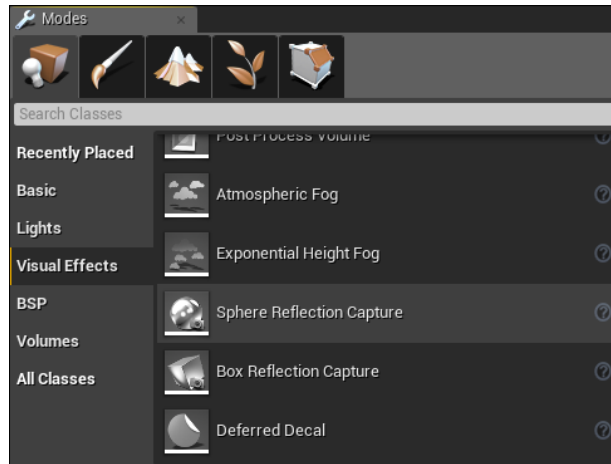 Modes
Search Classes
Recently Placed
Basic
Lights
Visual Effects
BSP
Volumes
All Classes
Post Process Volume
Atmospheric Fog
Exponential Height Fog
Sphere Reflection Capture
Box Reflection Capture
Deferred Decal